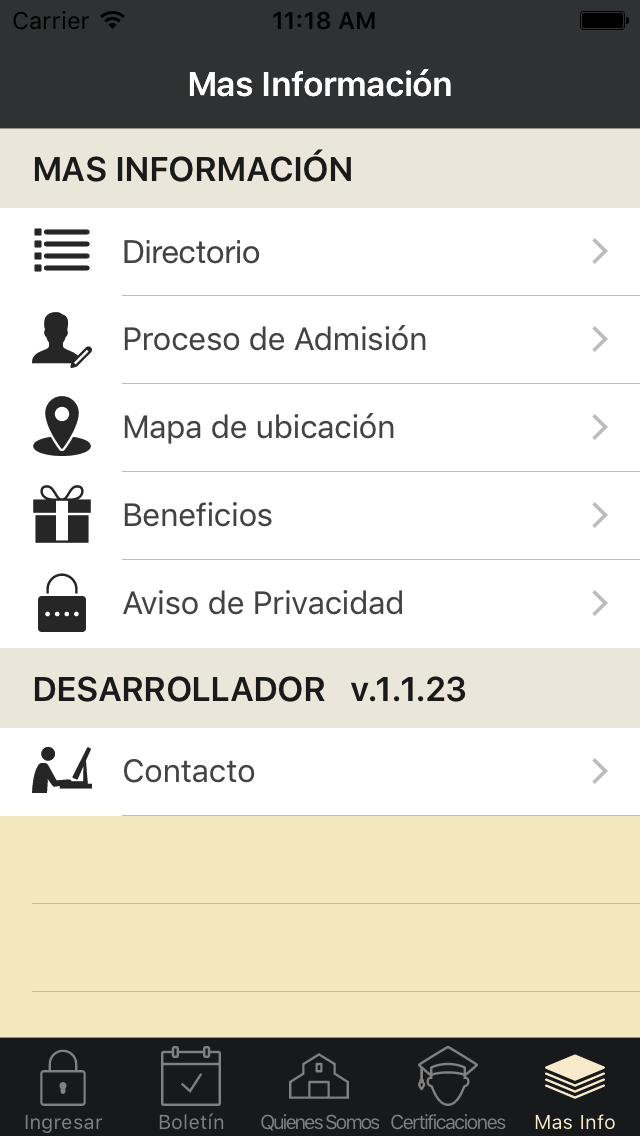 Carrier 11:18 AM
Mas Información
MAS INFORMACIÓN
Directorio
Proceso de Admisión
Mapa de ubicación
Beneficios
Aviso de Privacidad
DESARROLLADOR v.1.1.23
Contacto
Ingresar Boletín Quienes Somos Certificaciones Mas Info